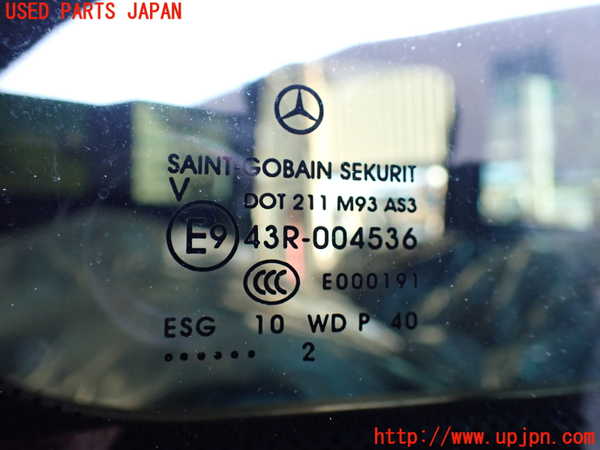 USED PARTS JAPAN
SAINT-GOBAIN SEKURIT
V
DOT 211 M93 AS3
E9 43R-004536
CCC E000191
ESG 10 WD P 40
...... 2
http://www.upjpn.com/